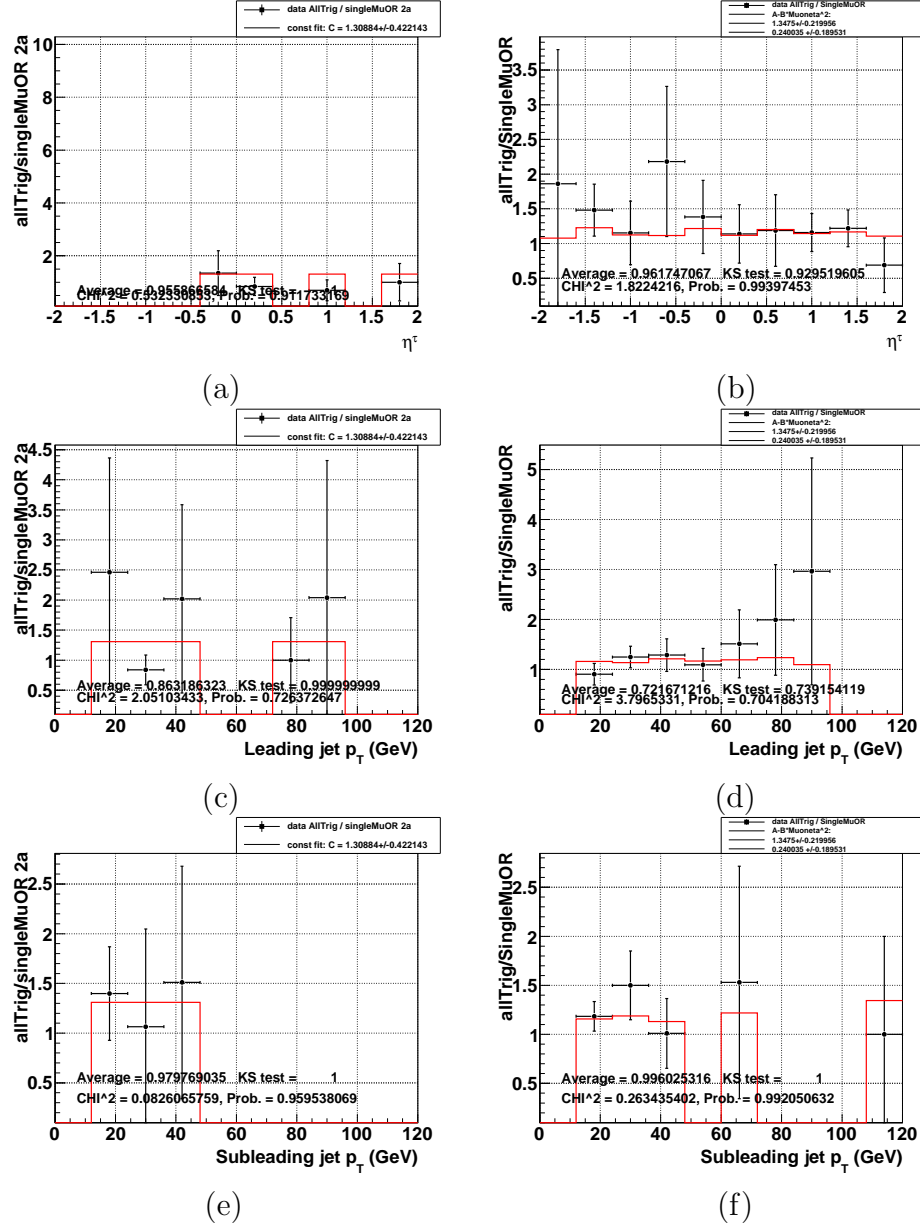 data AllTrig / singleMuOR 2a
const fit: C = 1.30884+/-0.422143
allTrig/singleMuOR 2a
10
8
6
4
2
Average = 0.955866584 KS test = 1
CHI^2 = 0.532330853, Prob. = 0.911733169
-2 -1.5 -1 -0.5 0 0.5 1 1.5 2
η^τ
(a)
data AllTrig / SingleMuOR
A-B*Muoneta^2:
1.3475+/-0.219956
0.240035 +/-0.189531
allTrig/SingleMuOR
3.5
3
2.5
2
1.5
1
0.5
Average = 0.961747067 KS test = 0.929519605
CHI^2 = 1.8224216, Prob. = 0.99397453
-2 -1.5 -1 -0.5 0 0.5 1 1.5 2
η^τ
(b)
data AllTrig / singleMuOR 2a
const fit: C = 1.30884+/-0.422143
allTrig/singleMuOR 2a
4.5
4
3.5
3
2.5
2
1.5
1
0.5
Average = 0.863186323 KS test = 0.999999999
CHI^2 = 2.05103433, Prob. = 0.726372647
0 20 40 60 80 100 120
Leading jet p_T (GeV)
(c)
data AllTrig / SingleMuOR
A-B*Muoneta^2:
1.3475+/-0.219956
0.240035 +/-0.189531
allTrig/SingleMuOR
5
4
3
2
1
Average = 0.721671216 KS test = 0.739154119
CHI^2 = 3.7965331, Prob. = 0.704188313
0 20 40 60 80 100 120
Leading jet p_T (GeV)
(d)
data AllTrig / singleMuOR 2a
const fit: C = 1.30884+/-0.422143
allTrig/singleMuOR 2a
2.5
2
1.5
1
0.5
Average = 0.979769035 KS test = 1
CHI^2 = 0.0826065759, Prob. = 0.959538069
0 20 40 60 80 100 120
Subleading jet p_T (GeV)
(e)
data AllTrig / SingleMuOR
A-B*Muoneta^2:
1.3475+/-0.219956
0.240035 +/-0.189531
allTrig/SingleMuOR
2.5
2
1.5
1
0.5
Average = 0.996025316 KS test = 1
CHI^2 = 0.263435402, Prob. = 0.992050632
0 20 40 60 80 100 120
Subleading jet p_T (GeV)
(f)